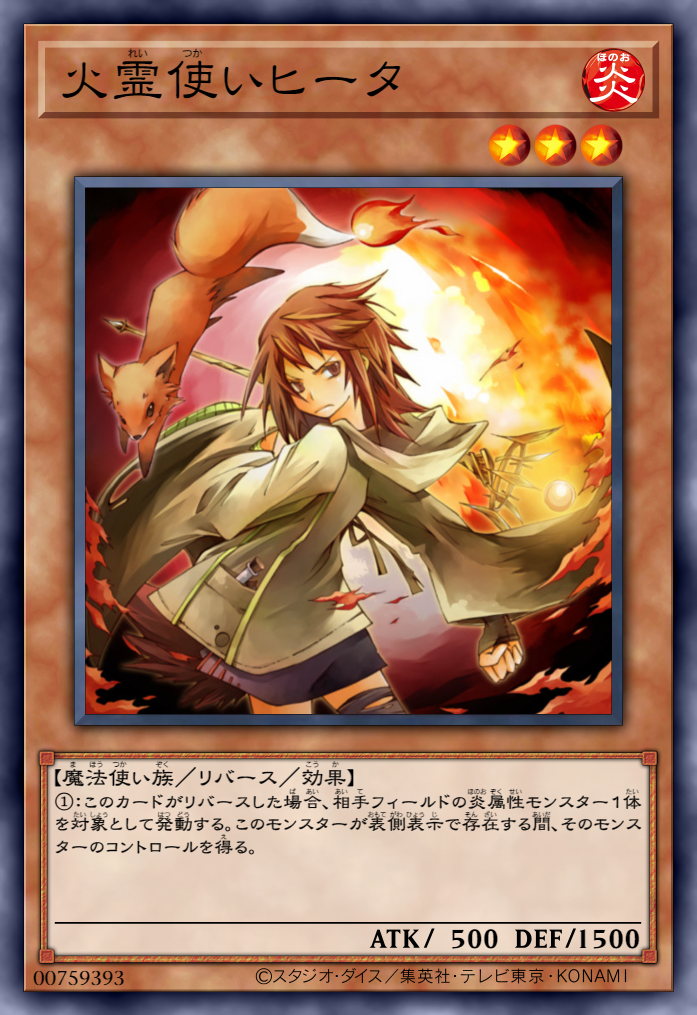 火霊使いヒータ
炎
【魔法使い族／リバース／効果】
①：このカードがリバースした場合、相手フィールドの炎属性モンスター１体
を対象として発動する。このモンスターが表側表示で存在する間、そのモンス
ターのコントロールを得る。
ATK/ 500 DEF/1500
00759393 ©スタジオ・ダイス／集英社・テレビ東京・KONAMI